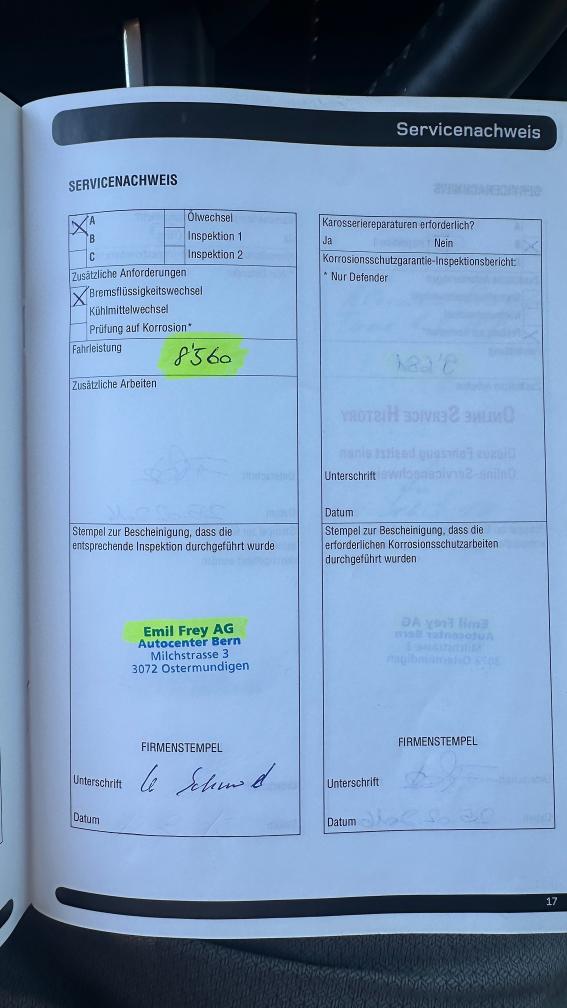 Servicenachweis
SERVICENACHWEIS
A
Ölwechsel
B
Inspektion 1
C
Inspektion 2
Zusätzliche Anforderungen
Bremsflüssigkeitswechsel
Kühlmittelwechsel
Prüfung auf Korrosion*
Fahrleistung
8'560
Zusätzliche Arbeiten
Stempel zur Bescheinigung, dass die
entsprechende Inspektion durchgeführt wurde
Emil Frey AG
Autocenter Bern
Milchstrasse 3
3072 Ostermundigen
FIRMENSTEMPEL
Unterschrift
Datum
Karosseriereparaturen erforderlich?
Ja Nein
Korrosionsschutzgarantie-Inspektionsbericht:
* Nur Defender
Unterschrift
Datum
Stempel zur Bescheinigung, dass die
erforderlichen Korrosionsschutzarbeiten
durchgeführt wurden
FIRMENSTEMPEL
Unterschrift
Datum
17